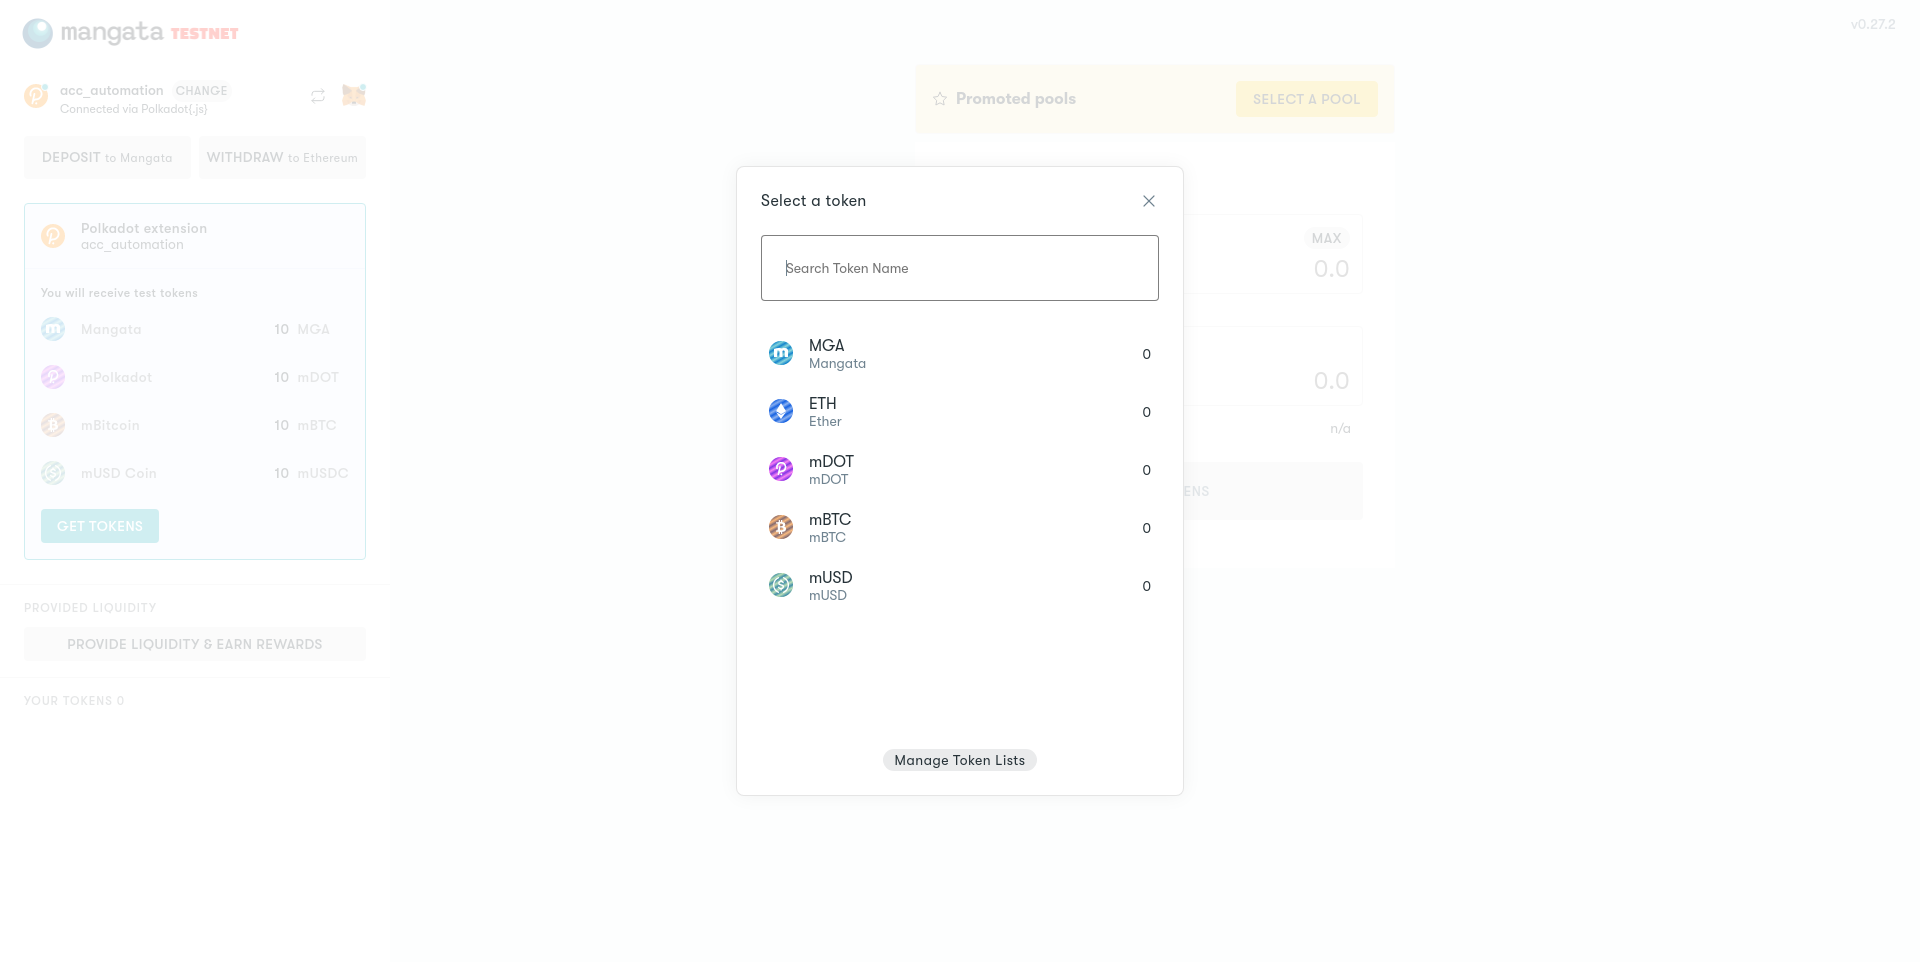 mangata TESTNET
v0.27.2
acc_automation CHANGE
Connected via Polkadot{.js}
DEPOSIT to Mangata
WITHDRAW to Ethereum
Polkadot extension
acc_automation
You will receive test tokens
Mangata 10 MGA
mPolkadot 10 mDOT
mBitcoin 10 mBTC
mUSD Coin 10 mUSDC
GET TOKENS
PROVIDED LIQUIDITY
PROVIDE LIQUIDITY & EARN REWARDS
YOUR TOKENS 0
Promoted pools
SELECT A POOL
MAX
0.0
0.0
n/a
ENS
Select a token
Search Token Name
MGA
Mangata
0
ETH
Ether
0
mDOT
mDOT
0
mBTC
mBTC
0
mUSD
mUSD
0
Manage Token Lists